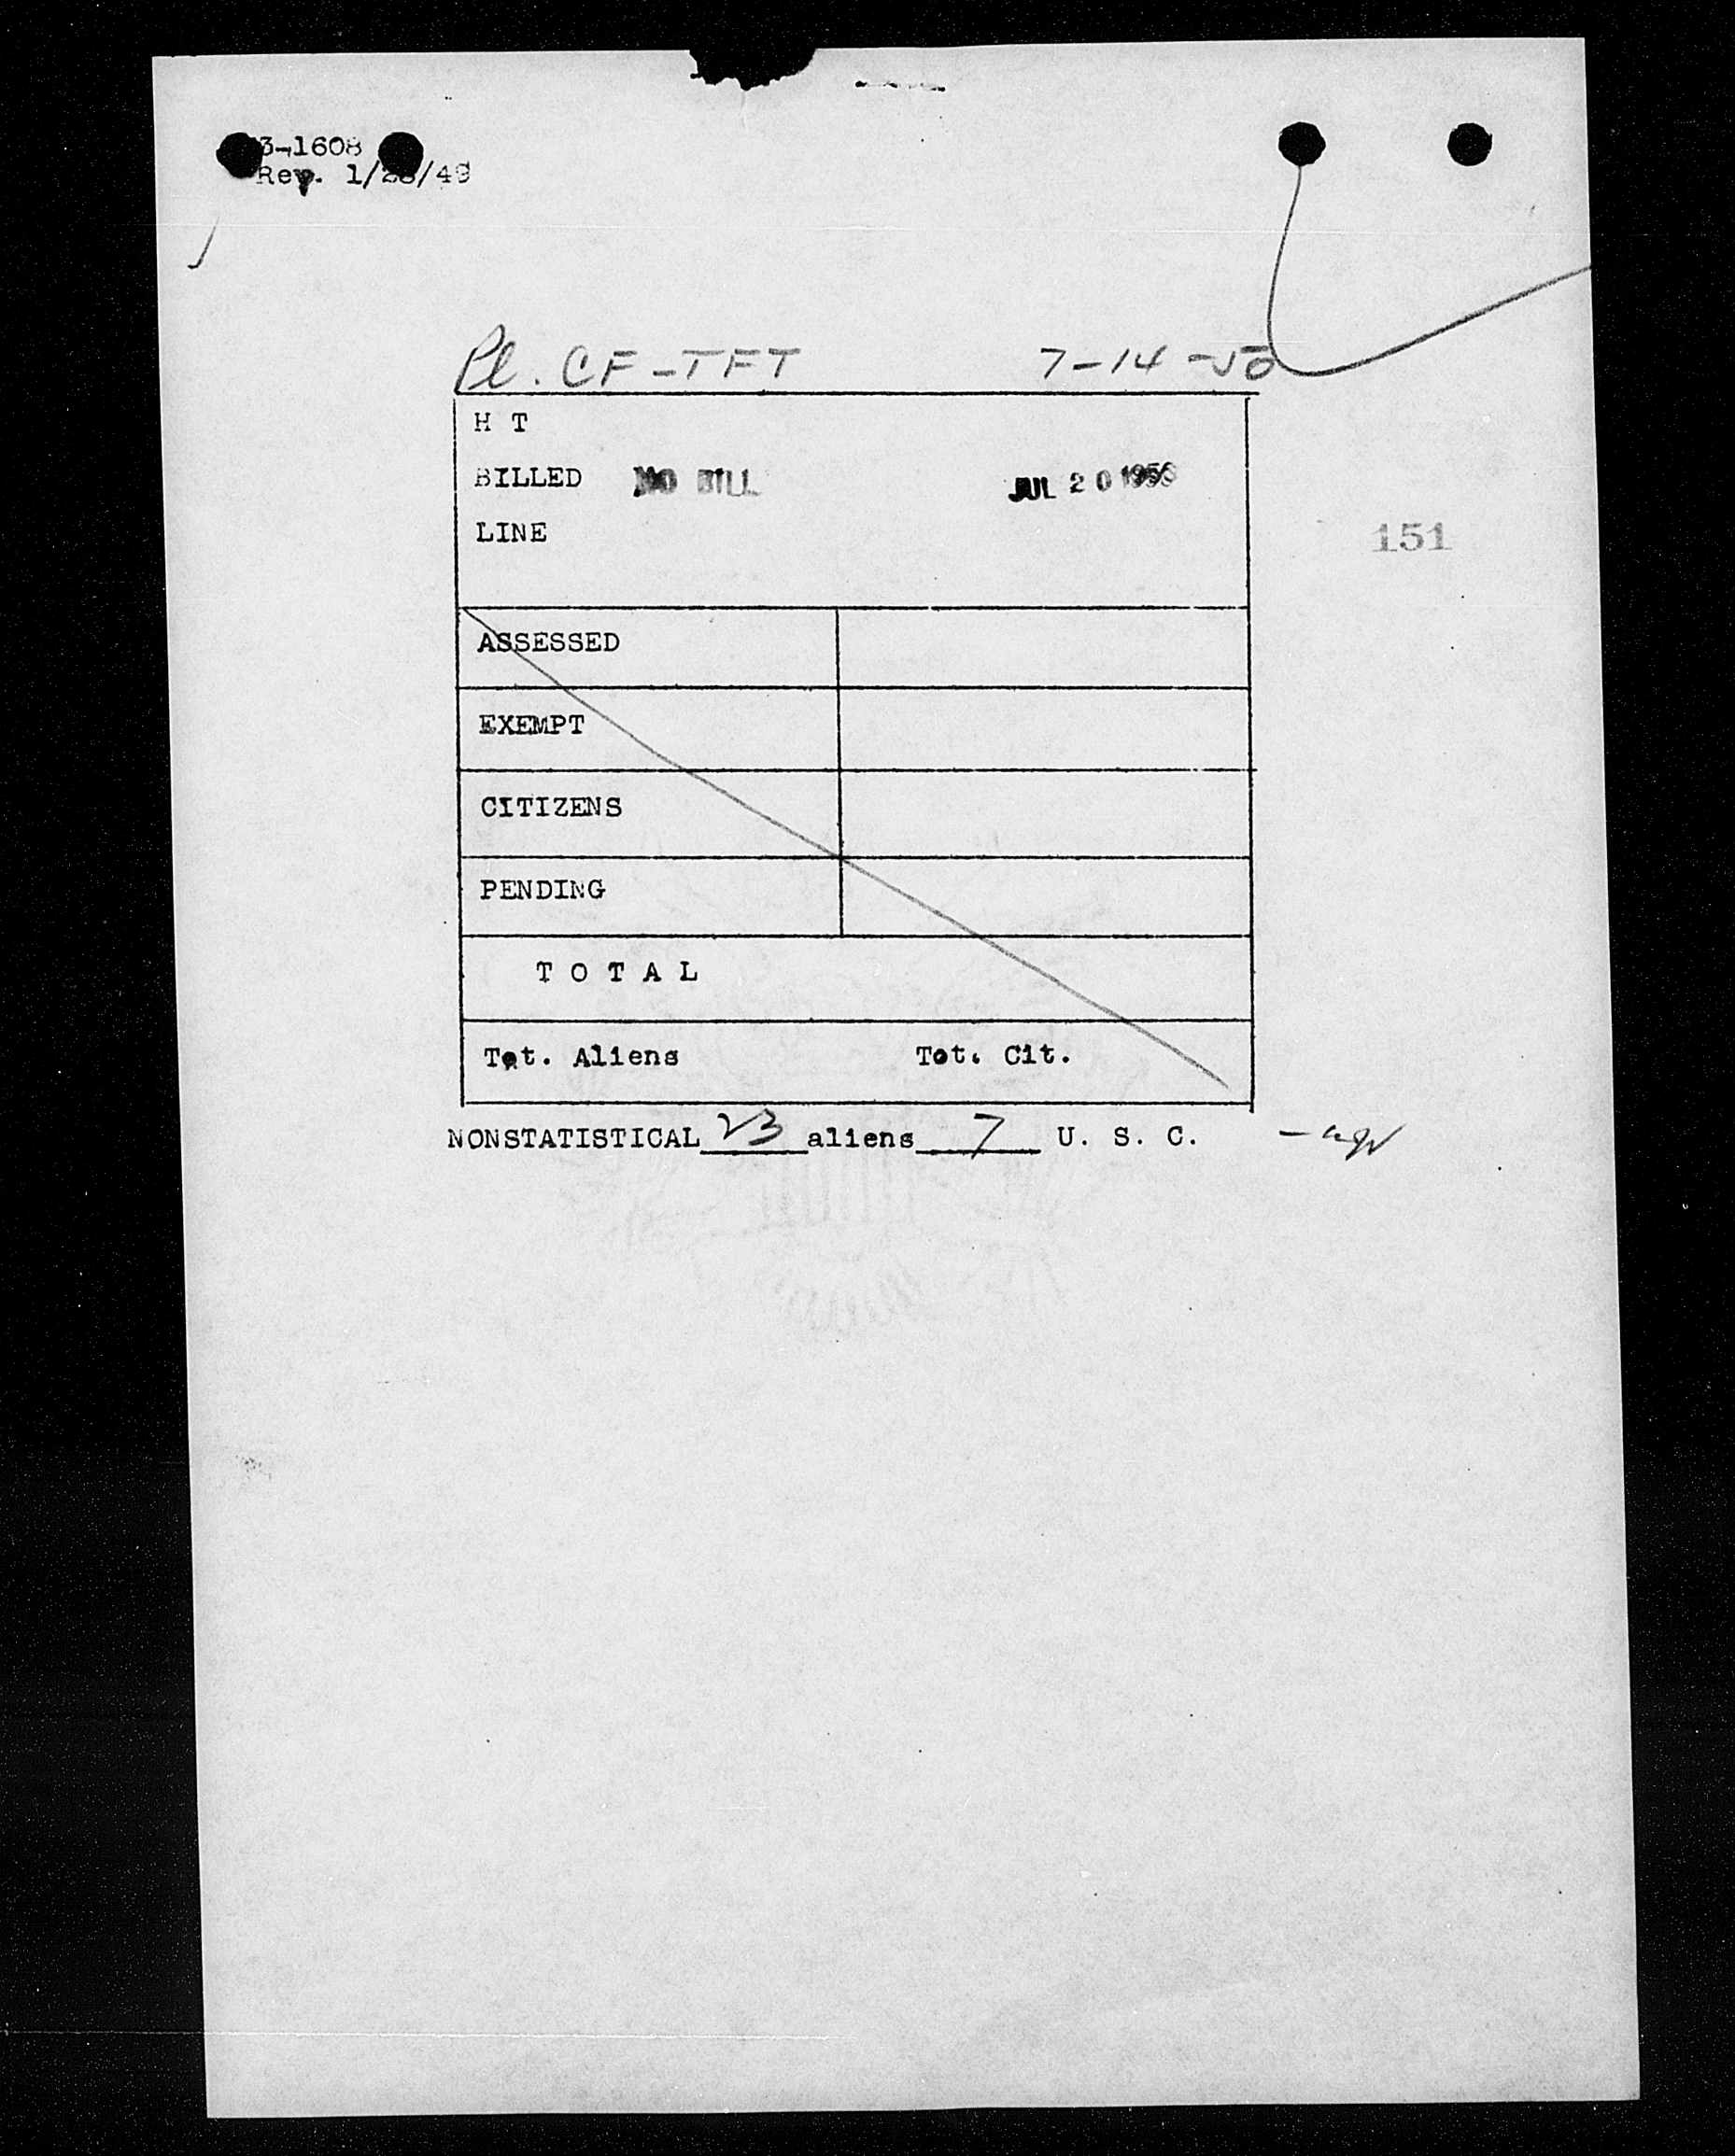 3-1608
Rev. 1/28/49
Pl. CF-TFT 7-14-50
H T
BILLED NO BILL JUL 20 1950
LINE
151
ASSESSED
EXEMPT
CITIZENS
PENDING
T O T A L
Tot. Aliens Tot. Cit.
NONSTATISTICAL 23 aliens 7 U. S. C.